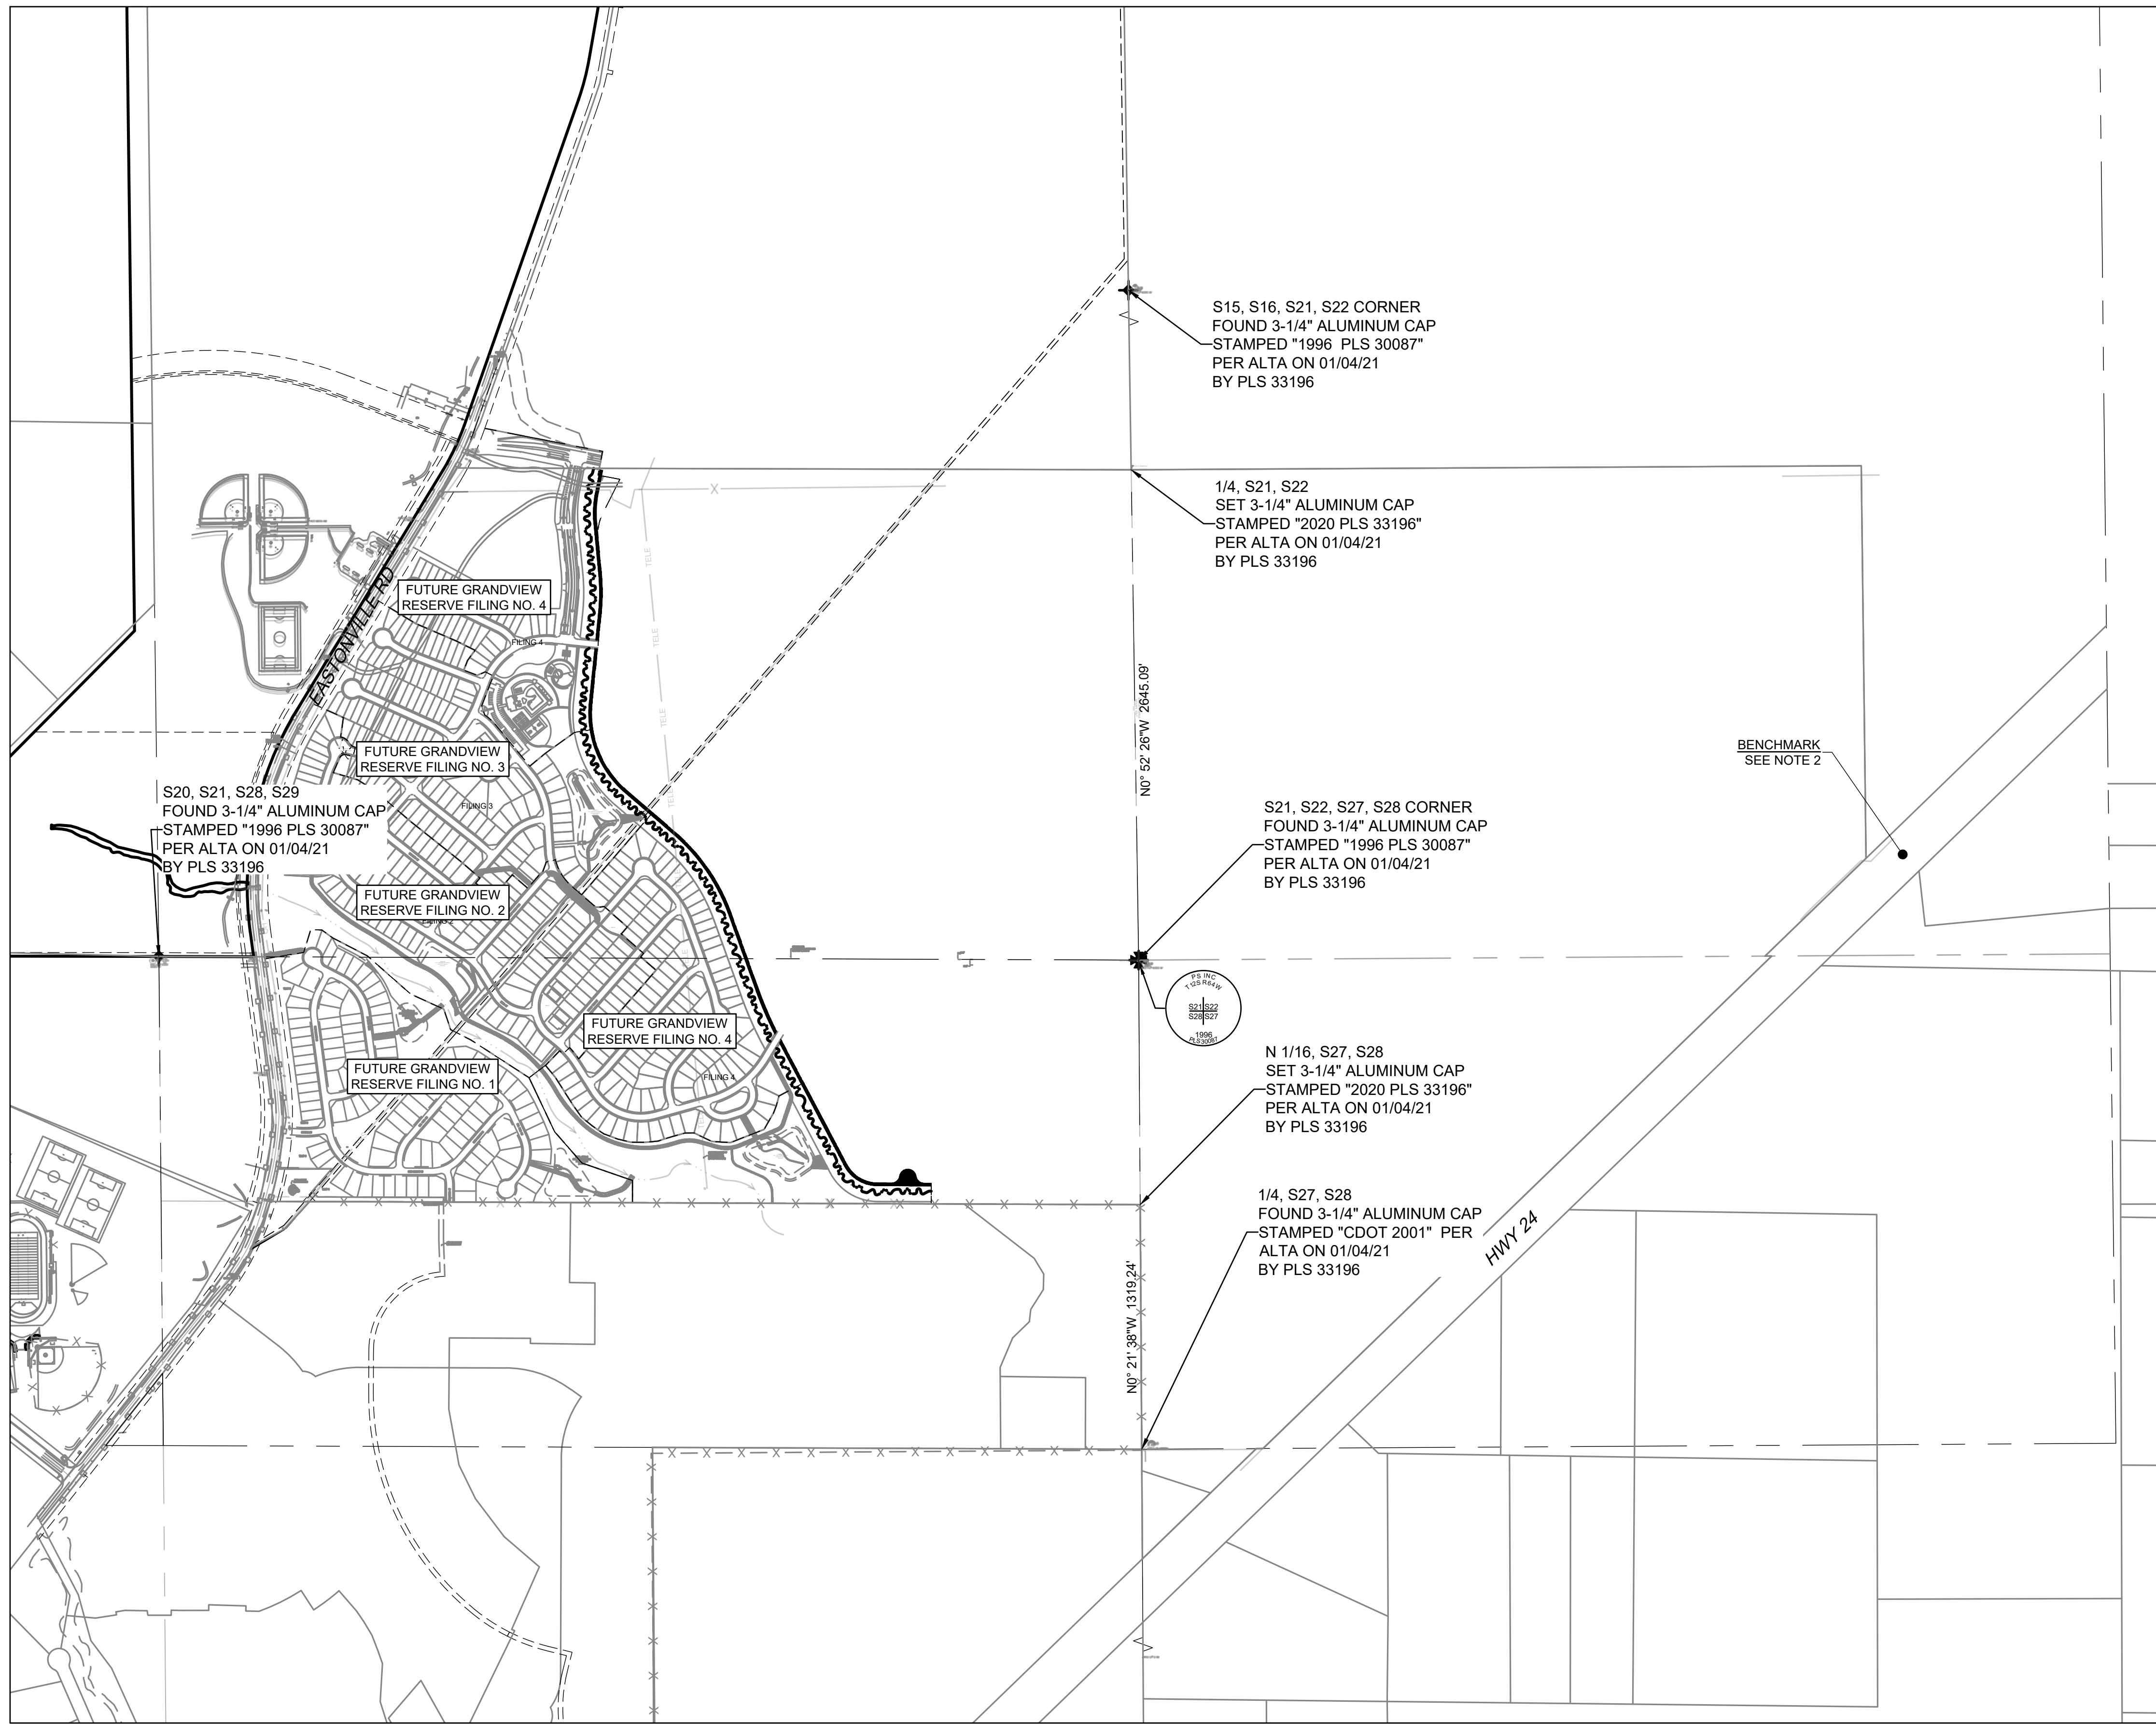 S15, S16, S21, S22 CORNER
FOUND 3-1/4" ALUMINUM CAP
STAMPED "1996 PLS 30087"
PER ALTA ON 01/04/21
BY PLS 33196
1/4, S21, S22
SET 3-1/4" ALUMINUM CAP
STAMPED "2020 PLS 33196"
PER ALTA ON 01/04/21
BY PLS 33196
X
TELE
TELE
TELE
TELE
EASTONVILLE RD
FUTURE GRANDVIEW
RESERVE FILING NO. 4
FILING 4
N0° 52' 26"W 2645.09'
FUTURE GRANDVIEW
RESERVE FILING NO. 3
FILING 3
BENCHMARK
SEE NOTE 2
S20, S21, S28, S29
FOUND 3-1/4" ALUMINUM CAP
STAMPED "1996 PLS 30087"
PER ALTA ON 01/04/21
BY PLS 33196
S21, S22, S27, S28 CORNER
FOUND 3-1/4" ALUMINUM CAP
STAMPED "1996 PLS 30087"
PER ALTA ON 01/04/21
BY PLS 33196
FUTURE GRANDVIEW
RESERVE FILING NO. 2
PS INC
T12S R64W
S21 S22
S28 S27
1996
PLS30087
FUTURE GRANDVIEW
RESERVE FILING NO. 4
FILING 4
FUTURE GRANDVIEW
RESERVE FILING NO. 1
N 1/16, S27, S28
SET 3-1/4" ALUMINUM CAP
STAMPED "2020 PLS 33196"
PER ALTA ON 01/04/21
BY PLS 33196
1/4, S27, S28
FOUND 3-1/4" ALUMINUM CAP
STAMPED "CDOT 2001" PER
ALTA ON 01/04/21
BY PLS 33196
N0° 21' 38"W 1319.24'
HWY 24